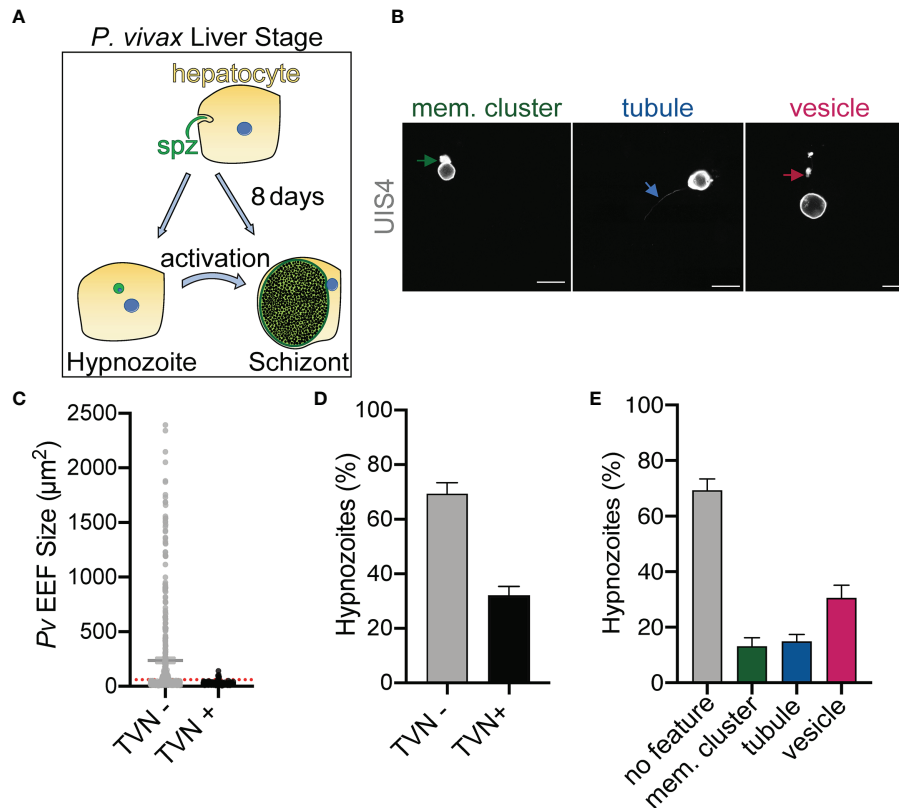 A
P. vivax Liver Stage
hepatocyte
spz
8 days
activation
Hypnozoite
Schizont
B
mem. cluster
tubule
vesicle
UIS4
C
Pv EEF Size (µm²)
2500
2000
1500
1000
500
0
TVN -
TVN +
D
Hypnozoites (%)
100
80
60
40
20
0
TVN -
TVN+
E
Hypnozoites (%)
100
80
60
40
20
0
no feature
mem. cluster
tubule
vesicle